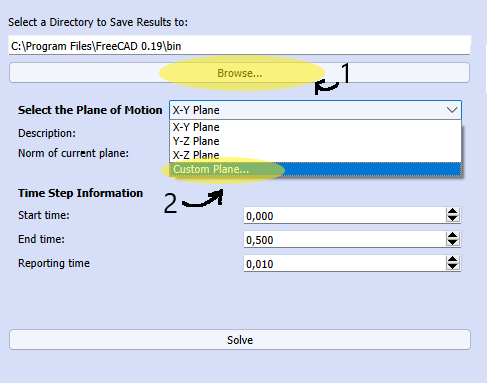 Select a Directory to Save Results to:
C:\Program Files\FreeCAD 0.19\bin
Browse...
1
Select the Plane of Motion X-Y Plane
X-Y Plane
Description:
Y-Z Plane
Norm of current plane: X-Z Plane
Custom Plane...
2
Time Step Information
Start time: 0,000
End time: 0,500
Reporting time 0,010
Solve